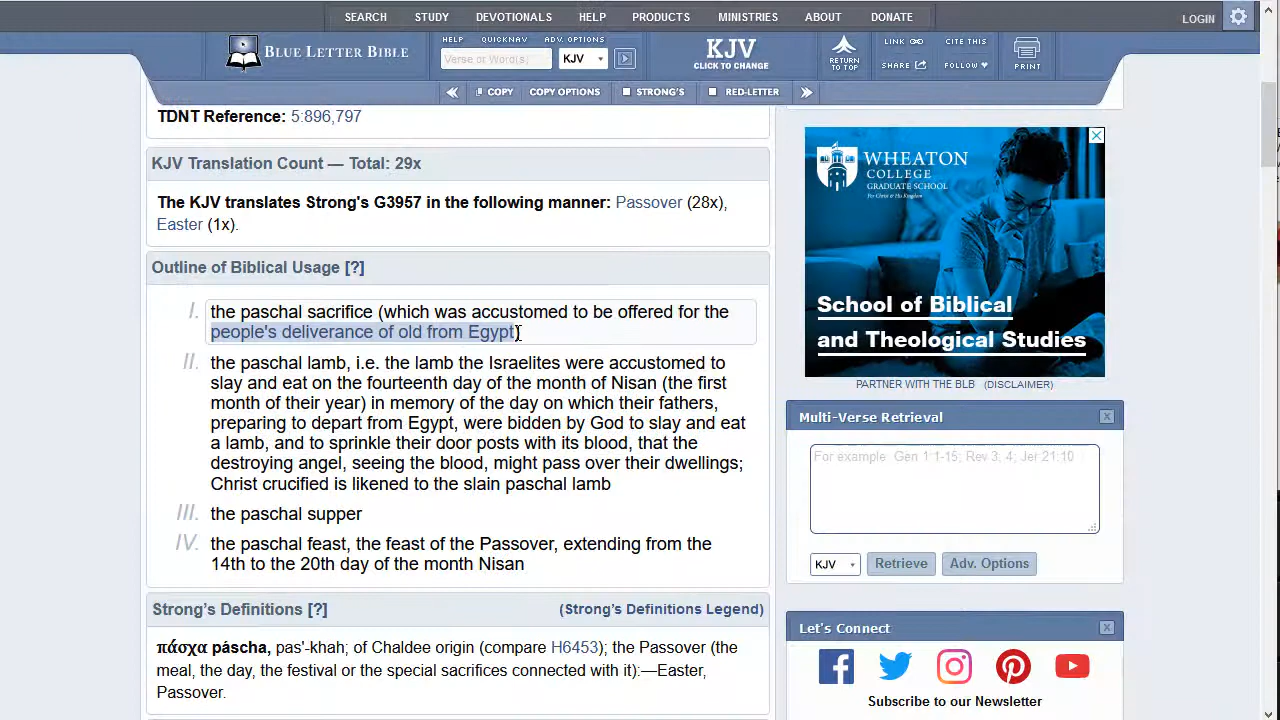 SEARCH STUDY DEVOTIONALS HELP PRODUCTS MINISTRIES ABOUT DONATE LOGIN
BLUE LETTER BIBLE
HELP QUICKNAV ADV. OPTIONS
Verse or Word(s) KJV
KJV
CLICK TO CHANGE
RETURN
TO TOP
LINK CITE THIS
SHARE FOLLOW
PRINT
COPY COPY OPTIONS STRONG'S RED-LETTER
TDNT Reference: 5:896,797
KJV Translation Count — Total: 29x
The KJV translates Strong's G3957 in the following manner: Passover (28x),
Easter (1x).
Outline of Biblical Usage [?]
I. the paschal sacrifice (which was accustomed to be offered for the
people's deliverance of old from Egypt)
II. the paschal lamb, i.e. the lamb the Israelites were accustomed to
slay and eat on the fourteenth day of the month of Nisan (the first
month of their year) in memory of the day on which their fathers,
preparing to depart from Egypt, were bidden by God to slay and eat
a lamb, and to sprinkle their door posts with its blood, that the
destroying angel, seeing the blood, might pass over their dwellings;
Christ crucified is likened to the slain paschal lamb
III. the paschal supper
IV. the paschal feast, the feast of the Passover, extending from the
14th to the 20th day of the month Nisan
Strong's Definitions [?] (Strong's Definitions Legend)
πάσχα páscha, pas'-khah; of Chaldee origin (compare H6453); the Passover (the
meal, the day, the festival or the special sacrifices connected with it):—Easter,
Passover.
WHEATON
COLLEGE
GRADUATE SCHOOL
For Christ & His Kingdom
School of Biblical
and Theological Studies
PARTNER WITH THE BLB (DISCLAIMER)
Multi-Verse Retrieval
For example Gen 1:1-15; Rev 3; 4; Jer 21:10
KJV Retrieve Adv. Options
Let's Connect
Subscribe to our Newsletter